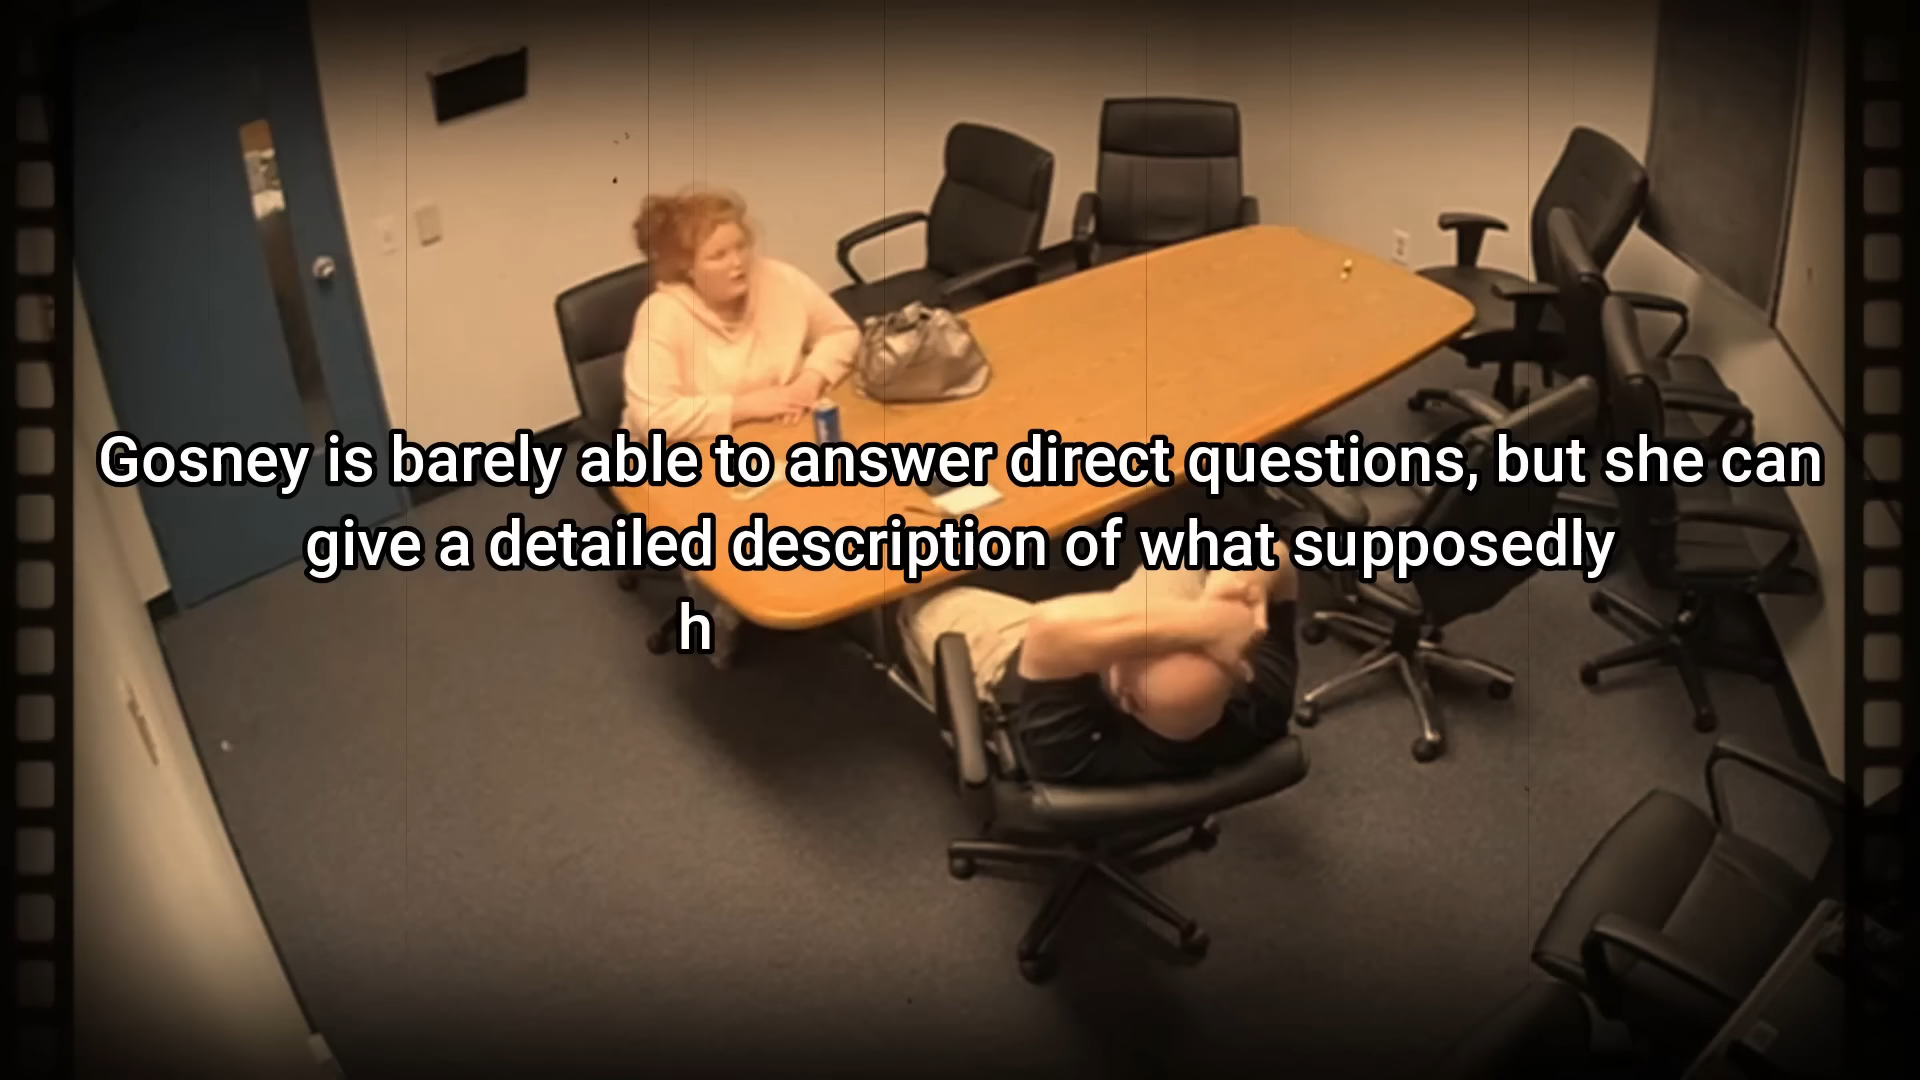 Gosney is barely able to answer direct questions, but she can
give a detailed description of what supposedly
h